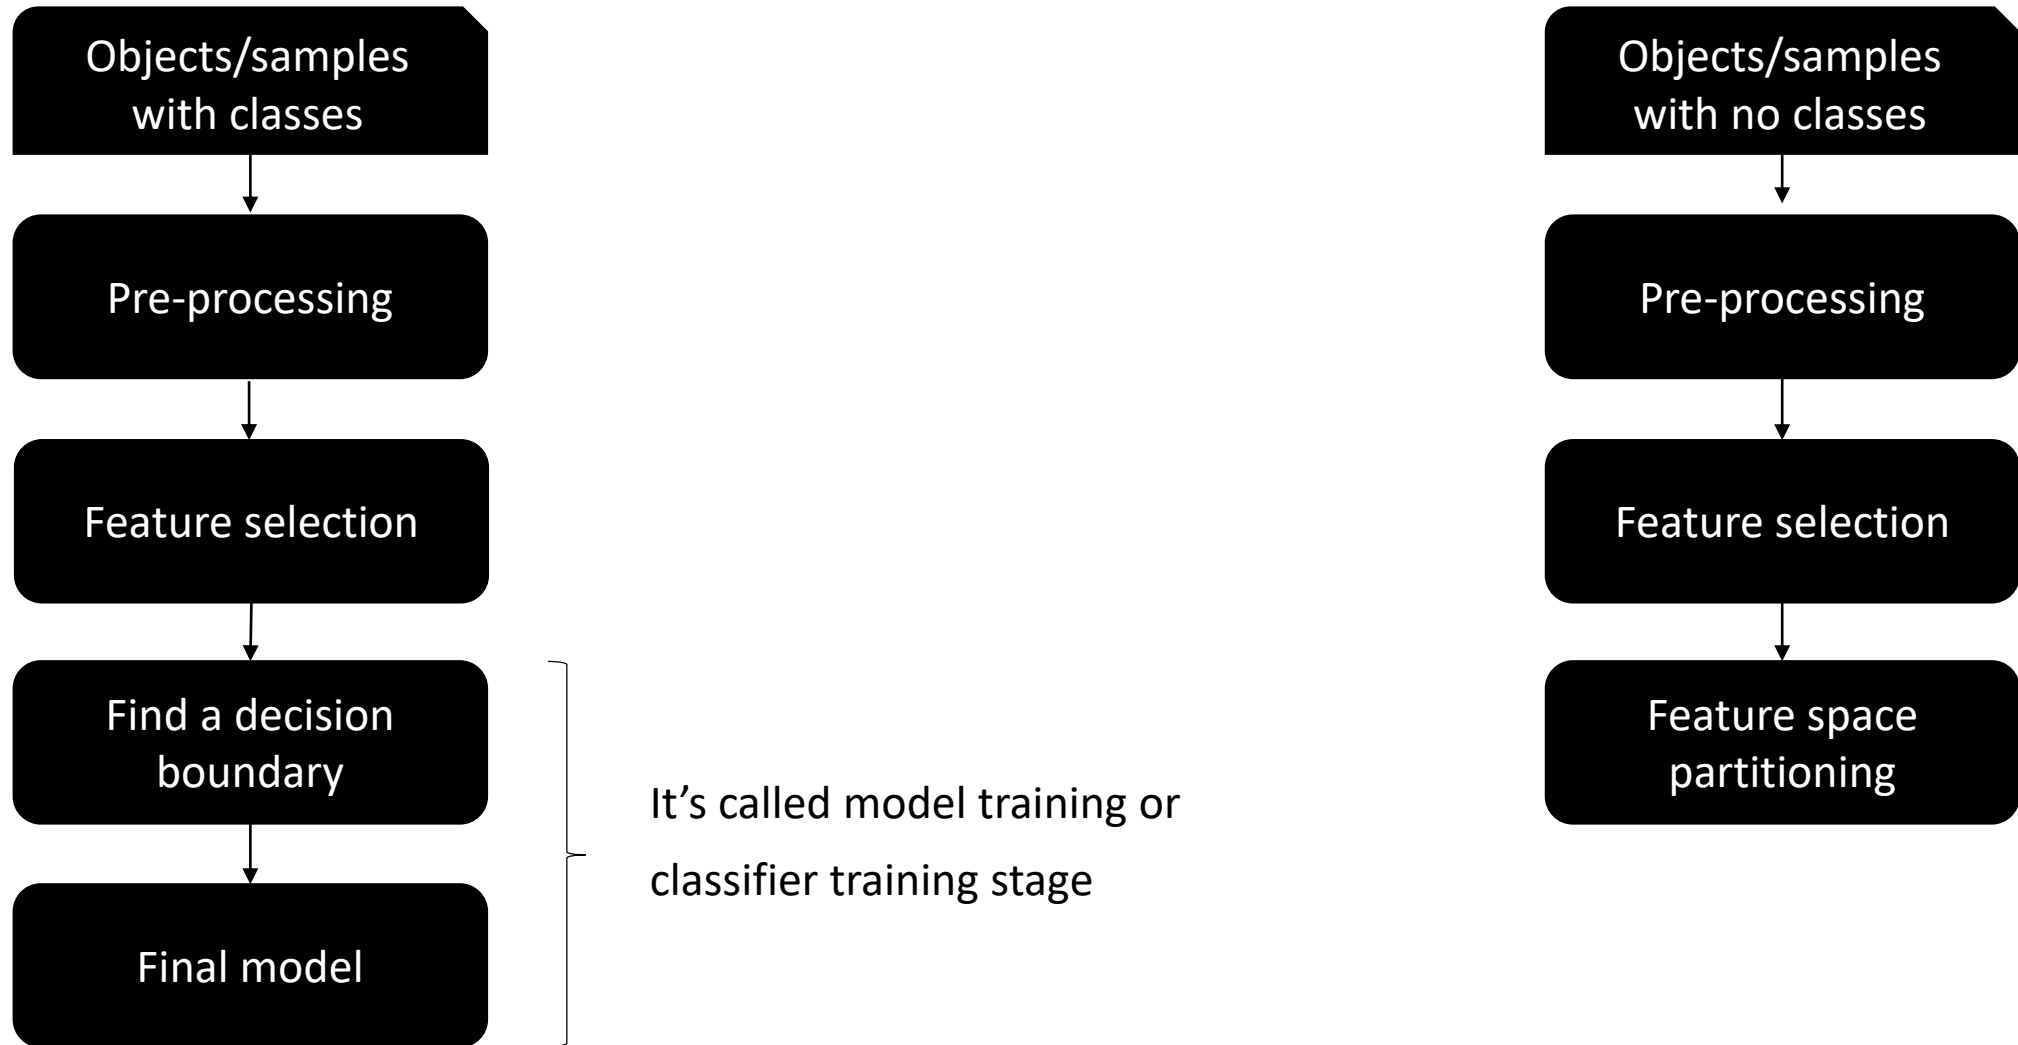 Objects/samples
with classes
Pre-processing
Feature selection
Find a decision
boundary
Final model
It’s called model training or
classifier training stage
Objects/samples
with no classes
Pre-processing
Feature selection
Feature space
partitioning